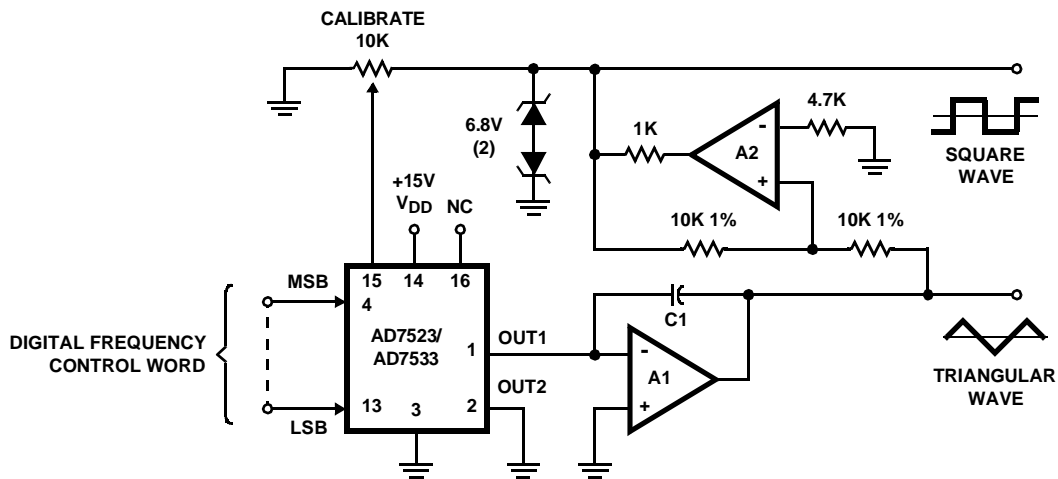 CALIBRATE
10K
6.8V
(2)
1K
A2
-
+
4.7K
SQUARE
WAVE
+15V
VDD
NC
10K 1%
10K 1%
15
14
16
MSB
4
DIGITAL FREQUENCY
CONTROL WORD
AD7523/
AD7533
1
OUT1
C1
-
A1
+
OUT2
13
3
2
LSB
TRIANGULAR
WAVE